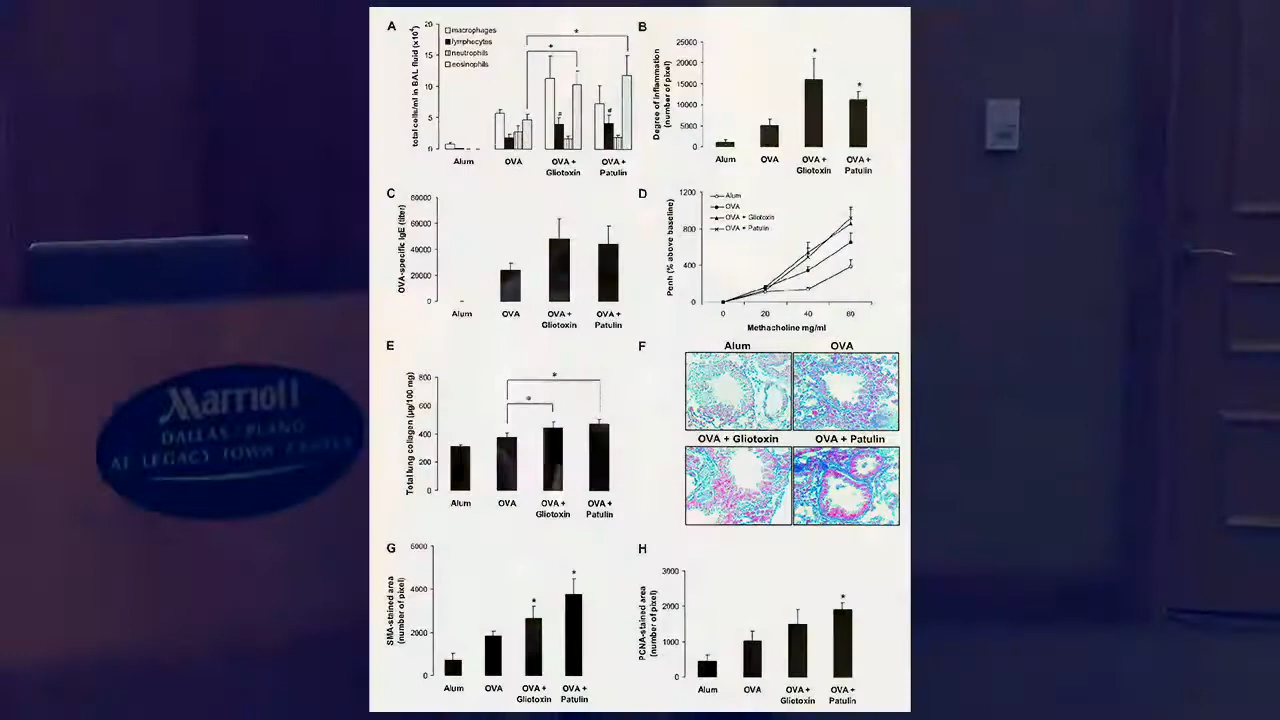 A
20
15
10
5
0
total cells/ml in BAL fluid (x10⁴)
macrophages
lymphocytes
neutrophils
eosinophils
*
*
#
#
Alum
OVA
OVA +
Gliotoxin
OVA +
Patulin
B
25000
20000
15000
10000
5000
0
Degree of inflammation
(number of pixel)
*
*
Alum
OVA
OVA +
Gliotoxin
OVA +
Patulin
C
80000
60000
40000
20000
0
OVA-specific IgE (titer)
Alum
OVA
OVA +
Gliotoxin
OVA +
Patulin
D
1200
800
400
0
Penh (% above baseline)
Alum
OVA
OVA + Gliotoxin
OVA + Patulin
0
20
40
80
Methacholine mg/ml
E
800
600
400
200
0
Total lung collagen (µg/100 mg)
*
*
Alum
OVA
OVA +
Gliotoxin
OVA +
Patulin
F
Alum
OVA
OVA + Gliotoxin
OVA + Patulin
G
6000
4000
2000
0
SMA-stained area
(number of pixel)
*
*
Alum
OVA
OVA +
Gliotoxin
OVA +
Patulin
H
3000
2000
1000
0
PCNA-stained area
(number of pixel)
*
Alum
OVA
OVA +
Gliotoxin
OVA +
Patulin
Marriott
DALLAS / PLANO
AT LEGACY TOWN CENTER